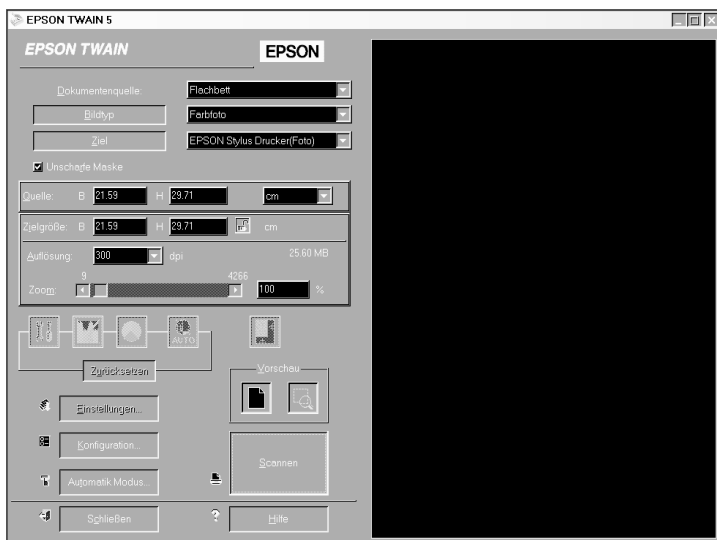 EPSON TWAIN 5
EPSON TWAIN
EPSON
Dokumentenquelle: Flachbett
Bildtyp Farbfoto
Ziel EPSON Stylus Drucker(Foto)
Unscharfe Maske
Quelle: B 21.59 H 29.71 cm
Zielgröße: B 21.59 H 29.71 cm
Auflösung: 300 dpi 25.60 MB
9 4266
Zoom: 100 %
AUTO
Zurücksetzen
Vorschau
Einstellungen...
Konfiguration...
Scannen
Automatik Modus...
Schließen
Hilfe